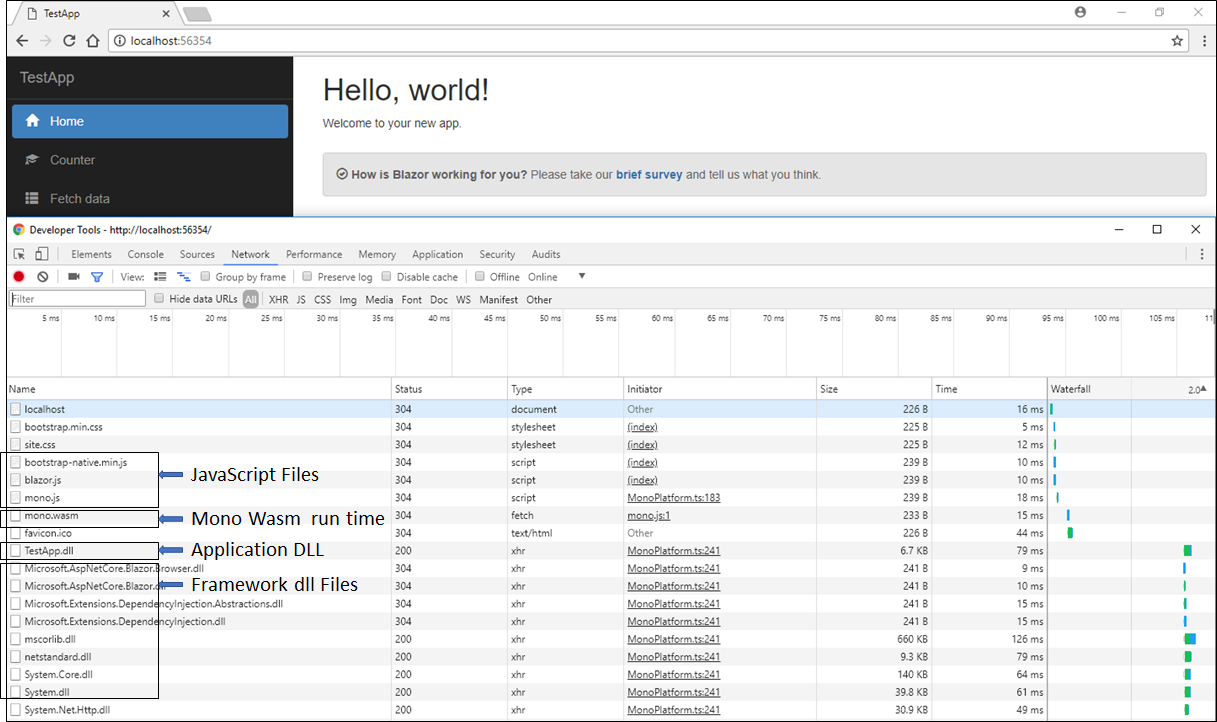 TestApp
localhost:56354
TestApp
Home
Counter
Fetch data
Hello, world!
Welcome to your new app.
How is Blazor working for you? Please take our brief survey and tell us what you think.
Developer Tools - http://localhost:56354/
Elements Console Sources Network Performance Memory Application Security Audits
View: Group by frame Preserve log Disable cache Offline Online
Filter Hide data URLs All XHR JS CSS Img Media Font Doc WS Manifest Other
5 ms 10 ms 15 ms 20 ms 25 ms 30 ms 35 ms 40 ms 45 ms 50 ms 55 ms 60 ms 65 ms 70 ms 75 ms 80 ms 85 ms 90 ms 95 ms 100 ms 105 ms 11
Name Status Type Initiator Size Time Waterfall 2.0
localhost 304 document Other 226 B 16 ms
bootstrap.min.css 304 stylesheet (index) 225 B 5 ms
site.css 304 stylesheet (index) 225 B 12 ms
bootstrap-native.min.js 304 script (index) 239 B 10 ms
blazor.js 304 script (index) 239 B 10 ms
JavaScript Files
mono.js 304 script MonoPlatform.ts:183 239 B 18 ms
mono.wasm 304 fetch mono.js:1 233 B 15 ms
Mono Wasm run time
favicon.ico 304 text/html Other 226 B 44 ms
TestApp.dll 200 xhr MonoPlatform.ts:241 6.7 KB 79 ms
Application DLL
Microsoft.AspNetCore.Blazor.Browser.dll 304 xhr MonoPlatform.ts:241 241 B 9 ms
Microsoft.AspNetCore.Blazor.dll 304 xhr MonoPlatform.ts:241 241 B 10 ms
Framework dll Files
Microsoft.Extensions.DependencyInjection.Abstractions.dll 304 xhr MonoPlatform.ts:241 241 B 15 ms
Microsoft.Extensions.DependencyInjection.dll 304 xhr MonoPlatform.ts:241 241 B 15 ms
mscorlib.dll 200 xhr MonoPlatform.ts:241 660 KB 126 ms
netstandard.dll 200 xhr MonoPlatform.ts:241 9.3 KB 79 ms
System.Core.dll 200 xhr MonoPlatform.ts:241 140 KB 64 ms
System.dll 200 xhr MonoPlatform.ts:241 39.8 KB 61 ms
System.Net.Http.dll 200 xhr MonoPlatform.ts:241 30.9 KB 49 ms